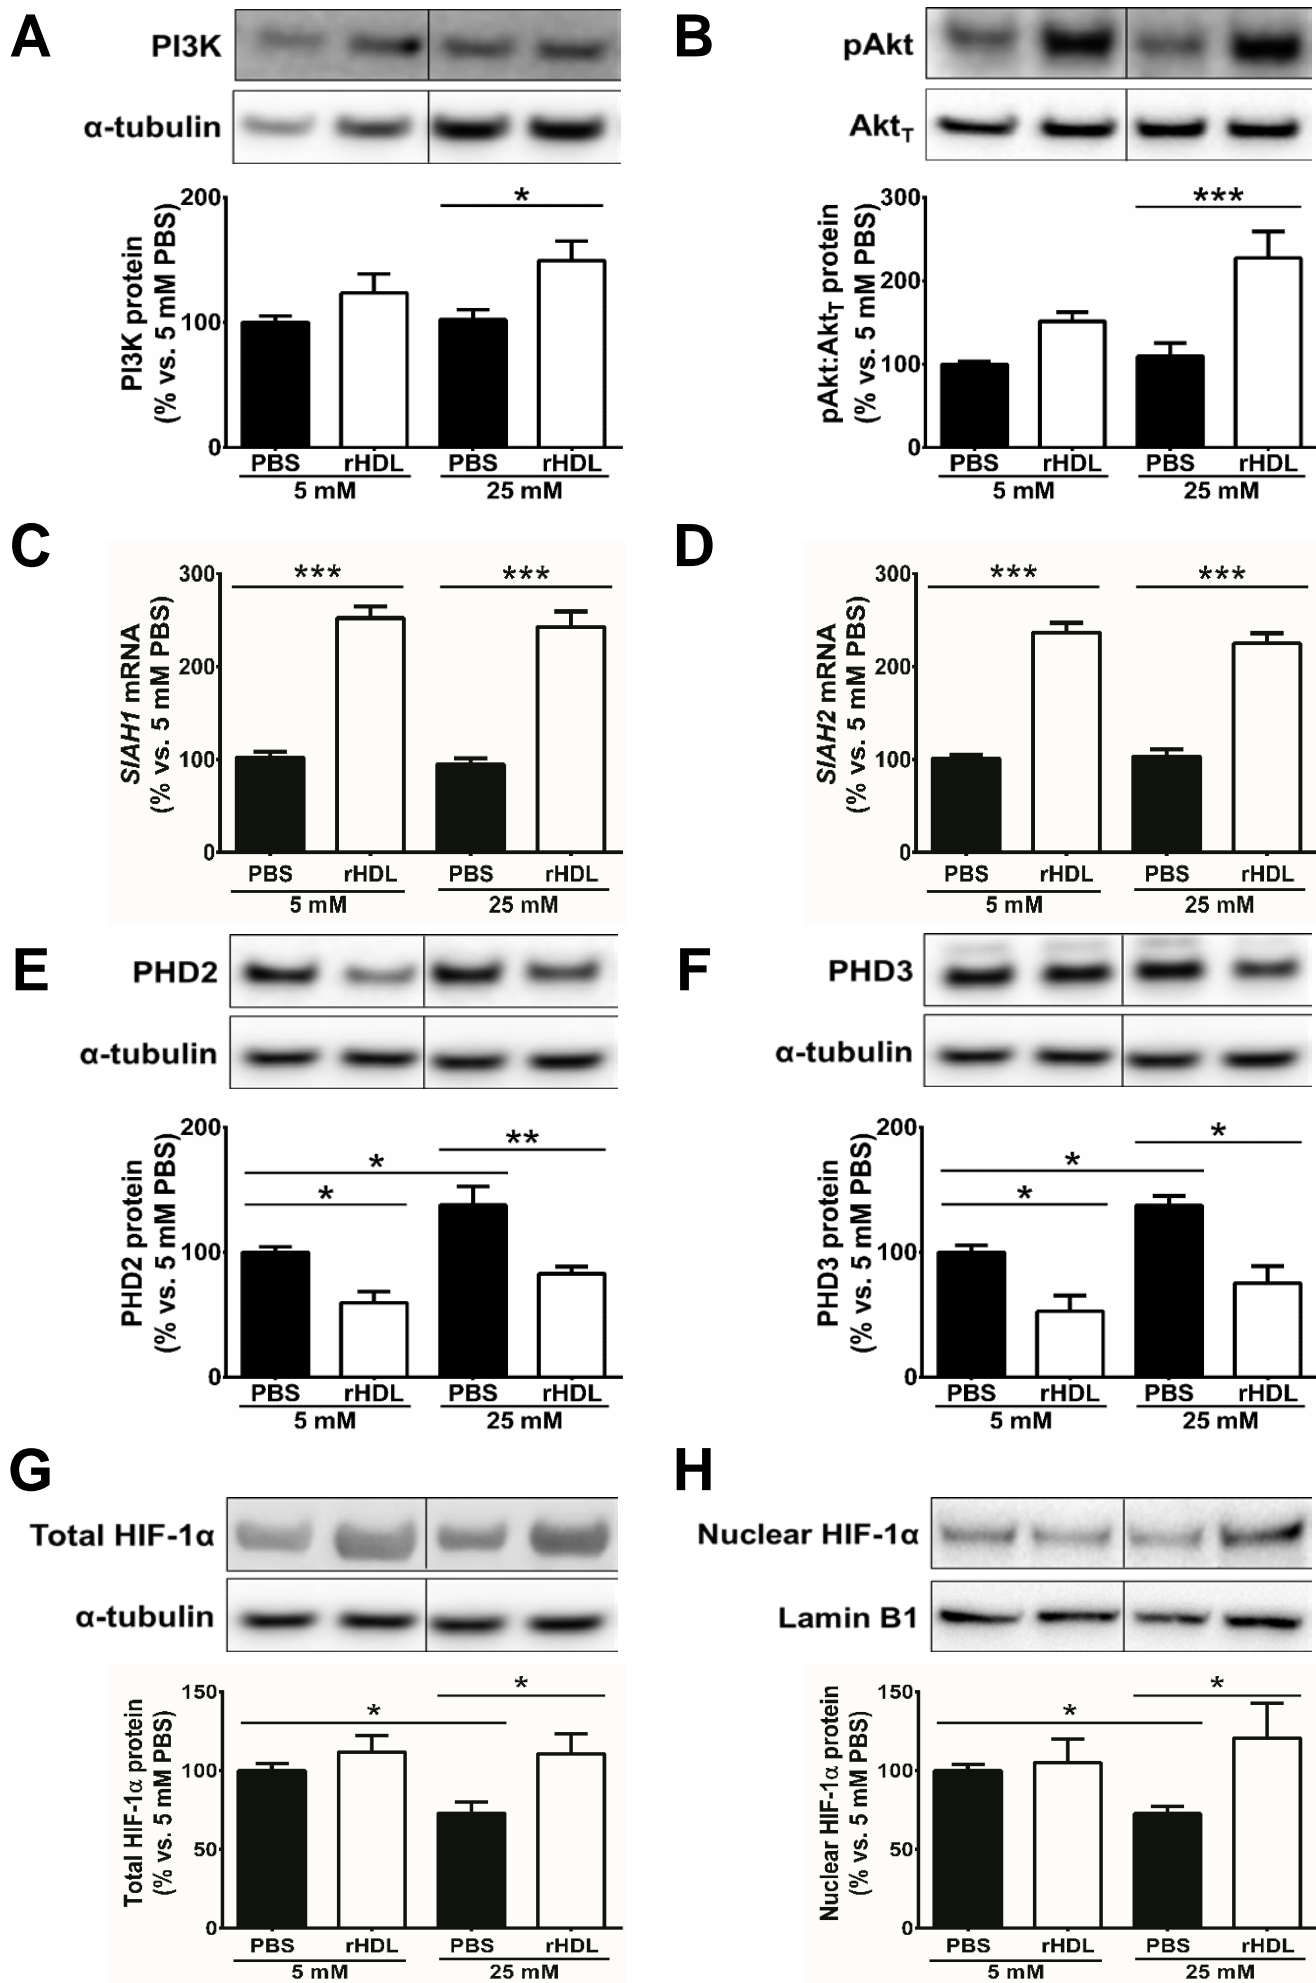 A
PI3K
α-tubulin
PI3K protein
(% vs. 5 mM PBS)
200
100
0
*
PBS rHDL PBS rHDL
5 mM 25 mM
B
pAkt
AktT
pAkt:AktT protein
(% vs. 5 mM PBS)
300
200
100
0
***
PBS rHDL PBS rHDL
5 mM 25 mM
C
SIAH1 mRNA
(% vs. 5 mM PBS)
300
200
100
0
*** ***
PBS rHDL PBS rHDL
5 mM 25 mM
D
SIAH2 mRNA
(% vs. 5 mM PBS)
300
200
100
0
*** ***
PBS rHDL PBS rHDL
5 mM 25 mM
E
PHD2
α-tubulin
PHD2 protein
(% vs. 5 mM PBS)
200
100
0
**
*
*
PBS rHDL PBS rHDL
5 mM 25 mM
F
PHD3
α-tubulin
PHD3 protein
(% vs. 5 mM PBS)
200
100
0
*
*
*
PBS rHDL PBS rHDL
5 mM 25 mM
G
Total HIF-1α
α-tubulin
Total HIF-1α protein
(% vs. 5 mM PBS)
150
100
50
0
*
*
PBS rHDL PBS rHDL
5 mM 25 mM
H
Nuclear HIF-1α
Lamin B1
Nuclear HIF-1α protein
(% vs. 5 mM PBS)
150
100
50
0
*
*
PBS rHDL PBS rHDL
5 mM 25 mM